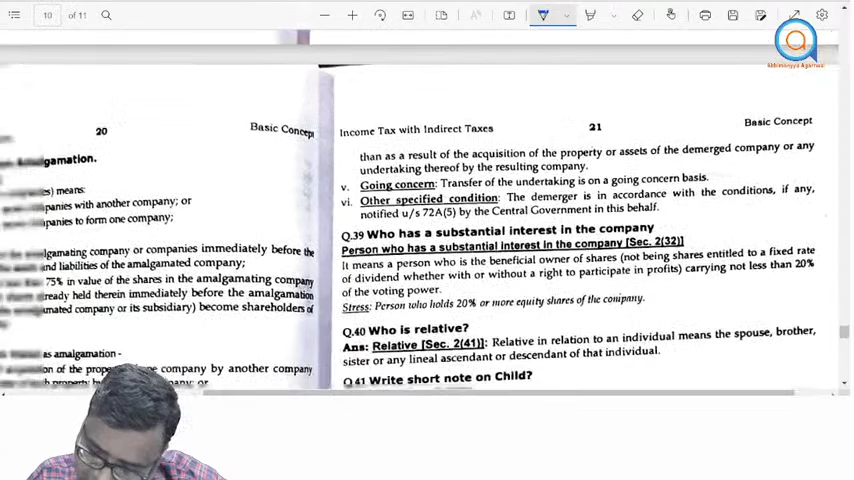 10 of 11
20
Basic Concept
Amalgamation.
) means:
panies with another company; or
panies to form one company;
lgamating company or companies immediately before the
and liabilities of the amalgamated company;
75% in value of the shares in the amalgamating company
already held therein immediately before the amalgamation
amated company or its subsidiary) become shareholders of
as amalgamation -
on of the company by another company
Income Tax with Indirect Taxes
21
Basic Concept
than as a result of the acquisition of the property or assets of the demerged company or any
undertaking thereof by the resulting company.
v. Going concern: Transfer of the undertaking is on a going concern basis.
vi. Other specified condition: The demerger is in accordance with the conditions, if any,
notified u/s 72A(5) by the Central Government in this behalf.
Q.39 Who has a substantial interest in the company
Person who has a substantial interest in the company [Sec. 2(32)]
It means a person who is the beneficial owner of shares (not being shares entitled to a fixed rate
of dividend whether with or without a right to participate in profits) carrying not less than 20%
of the voting power.
Stress: Person who holds 20% or more equity shares of the company.
Q.40 Who is relative?
Ans: Relative [Sec. 2(41)]: Relative in relation to an individual means the spouse, brother,
sister or any lineal ascendant or descendant of that individual.
Q 41 Write short note on Child?